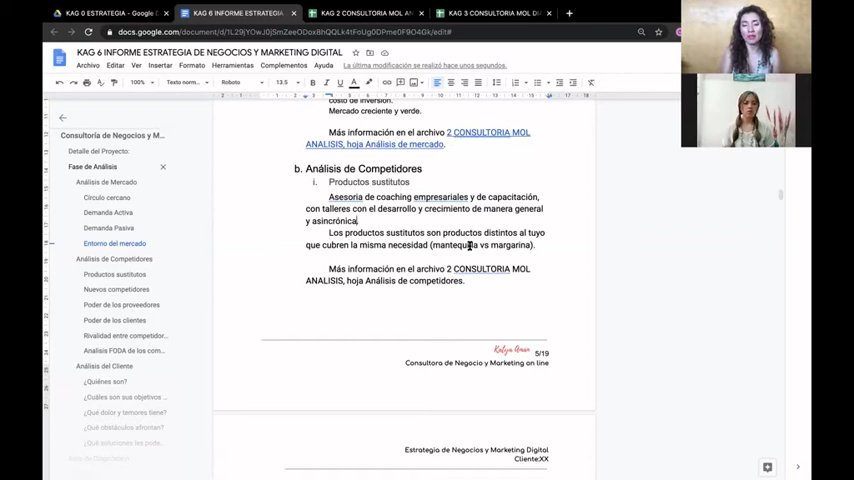 KAG 0 ESTRATEGIA - Google D
KAG 6 INFORME ESTRATEGIA
KAG 2 CONSULTORIA MOL AN
KAG 3 CONSULTORIA MOL DI
docs.google.com/document/d/
KAG 6 INFORME ESTRATEGIA DE NEGOCIOS Y MARKETING DIGITAL
Archivo Editar Ver Insertar Formato Herramientas Complementos Ayuda La última modificación se realizó hace unos segundos.
100% Texto norm... Roboto 13.5
Consultoría de Negocios y M...
Detalle del Proyecto:
Fase de Análisis
Análisis de Mercado
Círculo cercano
Demanda Activa
Demanda Pasiva
Entorno del mercado
Análisis de Competidores
Productos sustitutos
Nuevos competidores
Poder de los proveedores
Poder de los clientes
Rivalidad entre competidor...
Analisis FODA de los com...
Análisis del Cliente
¿Quiénes son?
¿Cuáles son sus objetivos ...
¿Qué dolor y temores tiene?
¿Qué obstáculos afrontan?
¿Qué soluciones les pode...
costo de inversión.
Mercado creciente y verde.
Más información en el archivo 2 CONSULTORIA MOL
ANALISIS, hoja Análisis de mercado.
b. Análisis de Competidores
i. Productos sustitutos
Asesoria de coaching empresariales y de capacitación,
con talleres con el desarrollo y crecimiento de manera general
y asincrónica.
Los productos sustitutos son productos distintos al tuyo
que cubren la misma necesidad (mantequilla vs margarina).
Más información en el archivo 2 CONSULTORIA MOL
ANALISIS, hoja Análisis de competidores.
Kalya Aman 5/19
Consultora de Negocio y Marketing on line
Estrategia de Negocios y Marketing Digital
Cliente:XX